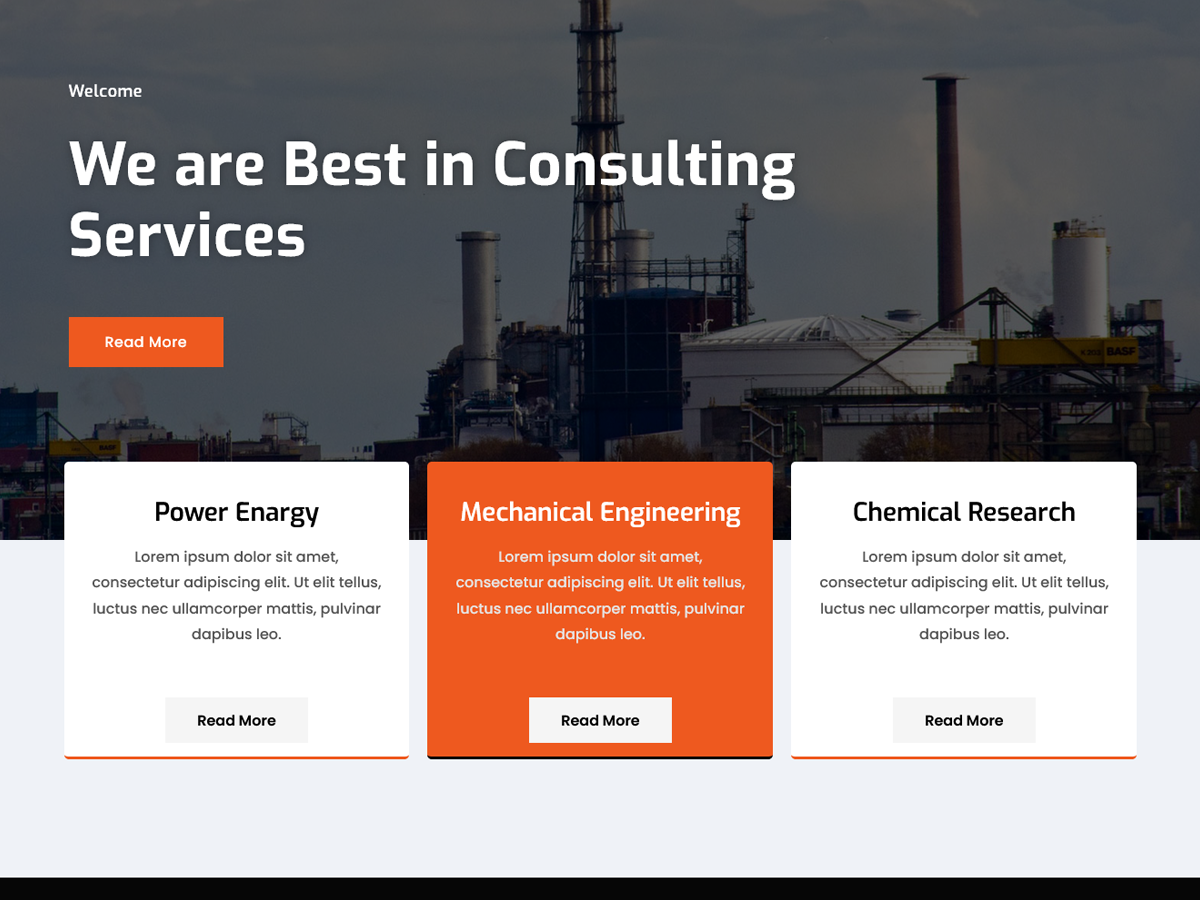 Welcome
We are Best in Consulting
Services
Read More
K 202 BASF
BASF
Power Enargy
Lorem ipsum dolor sit amet,
consectetur adipiscing elit. Ut elit tellus,
luctus nec ullamcorper mattis, pulvinar
dapibus leo.
Read More
Mechanical Engineering
Lorem ipsum dolor sit amet,
consectetur adipiscing elit. Ut elit tellus,
luctus nec ullamcorper mattis, pulvinar
dapibus leo.
Read More
Chemical Research
Lorem ipsum dolor sit amet,
consectetur adipiscing elit. Ut elit tellus,
luctus nec ullamcorper mattis, pulvinar
dapibus leo.
Read More